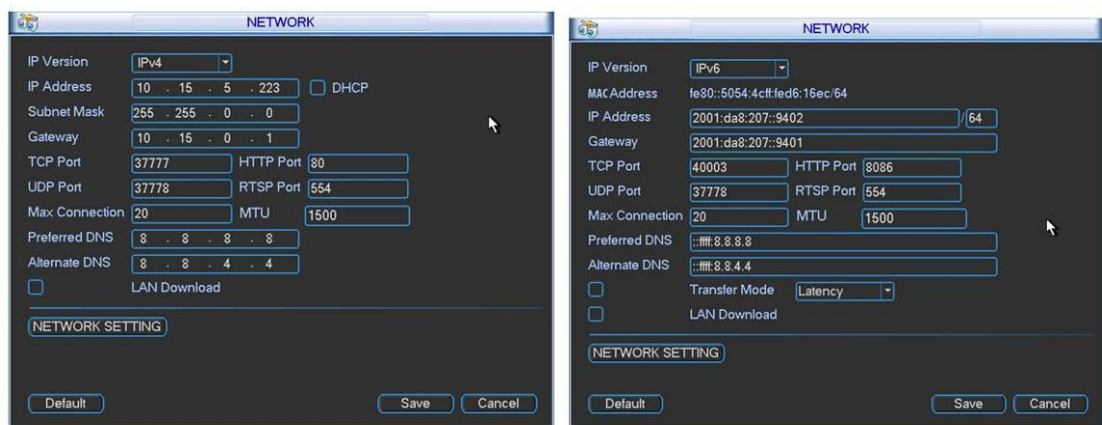 NETWORK
IP Version IPv4
IP Address 10 . 15 . 5 . 223 DHCP
Subnet Mask 255 . 255 . 0 . 0
Gateway 10 . 15 . 0 . 1
TCP Port 37777 HTTP Port 80
UDP Port 37778 RTSP Port 554
Max Connection 20 MTU 1500
Preferred DNS 8 . 8 . 8 . 8
Alternate DNS 8 . 8 . 4 . 4
LAN Download
NETWORK SETTING
Default Save Cancel
NETWORK
IP Version IPv6
MAC Address fe80::5054:4cff:fed6:16ec/64
IP Address 2001:da8:207::9402 / 64
Gateway 2001:da8:207::9401
TCP Port 40003 HTTP Port 8086
UDP Port 37778 RTSP Port 554
Max Connection 20 MTU 1500
Preferred DNS ::ffff:8.8.8.8
Alternate DNS ::ffff:8.8.4.4
Transfer Mode Latency
LAN Download
NETWORK SETTING
Default Save Cancel